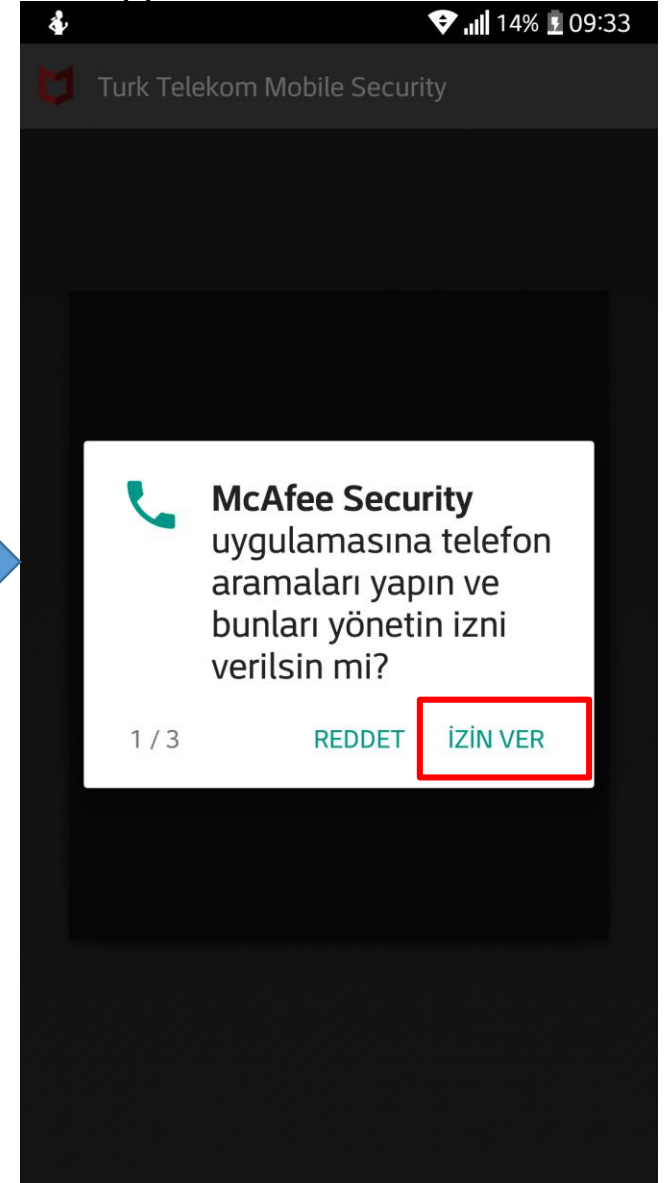 14% 09:33
Turk Telekom Mobile Security
McAfee Security
uygulamasına telefon
aramaları yapın ve
bunları yönetin izni
verilsin mi?
1 / 3 REDDET İZİN VER